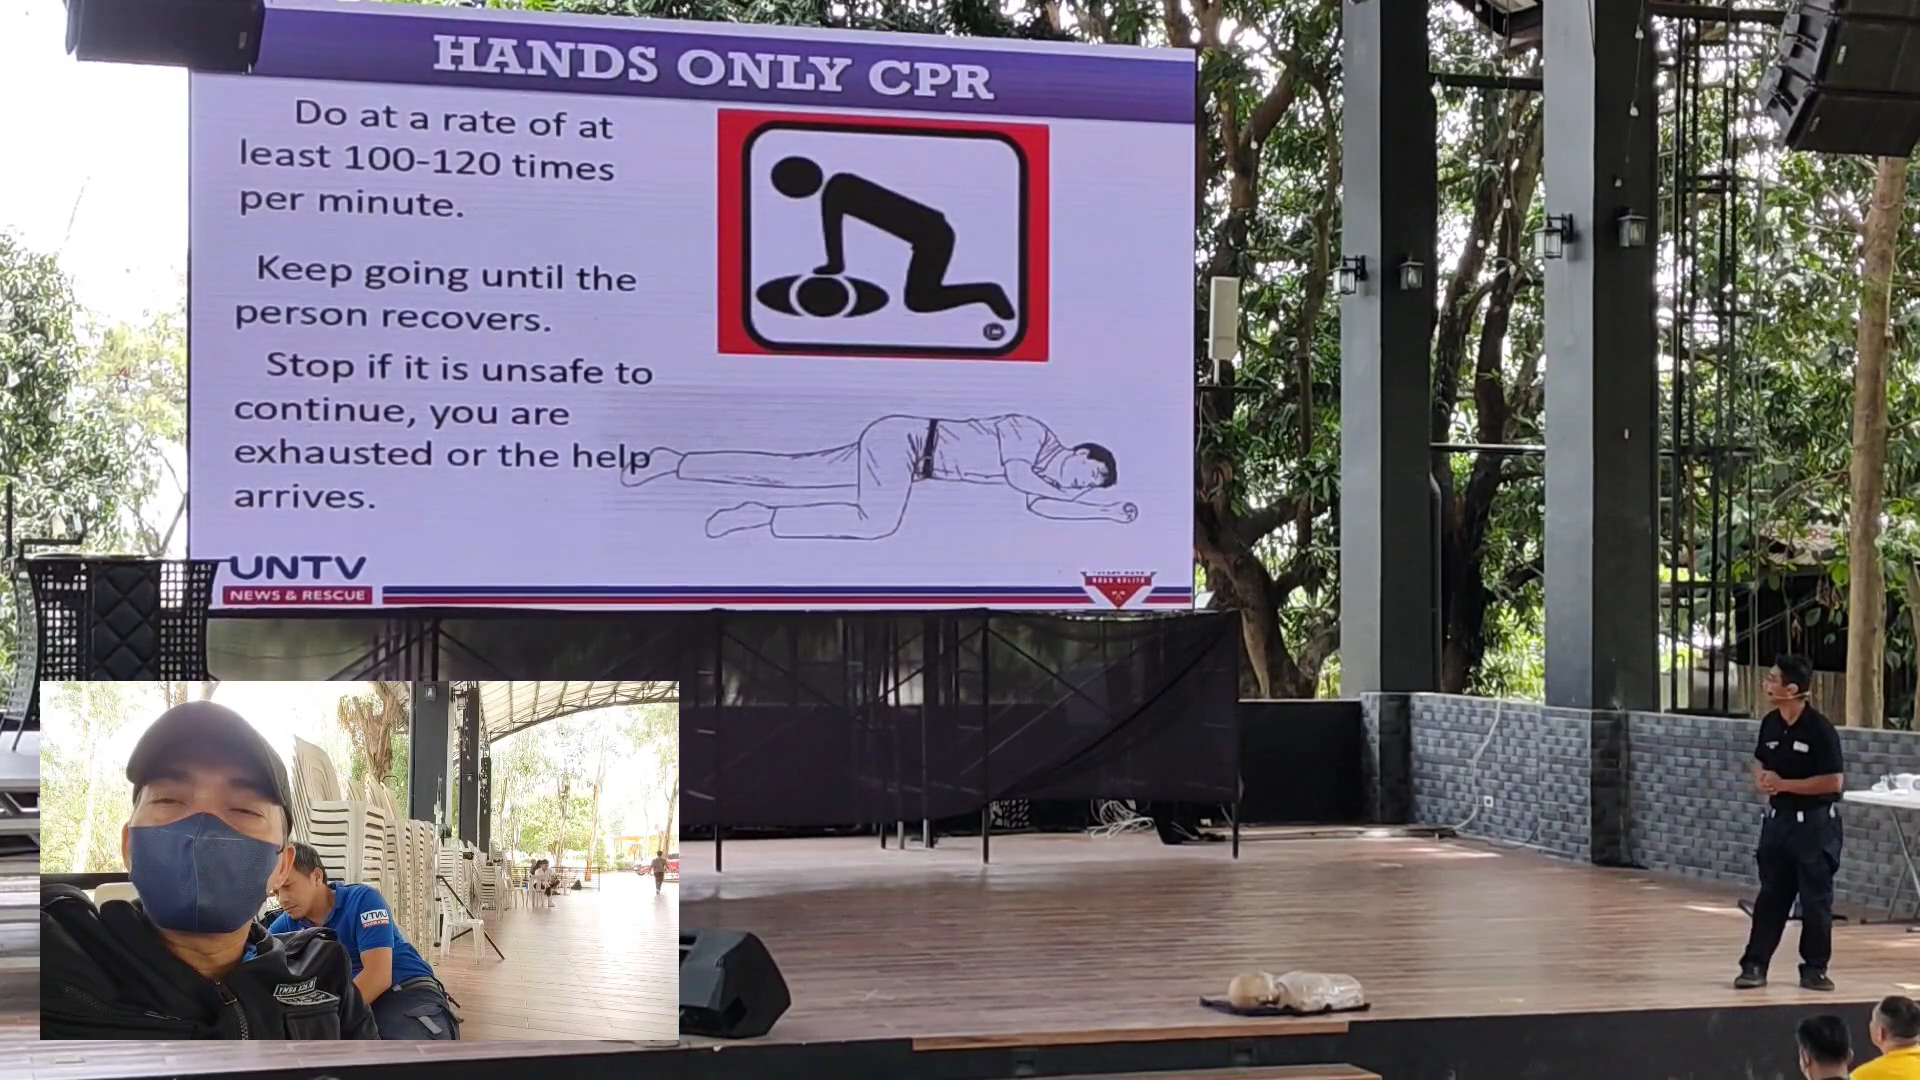 HANDS ONLY CPR
Do at a rate of at
least 100-120 times
per minute.
Keep going until the
person recovers.
Stop if it is unsafe to
continue, you are
exhausted or the help
arrives.
UNTV
NEWS & RESCUE
UNTV